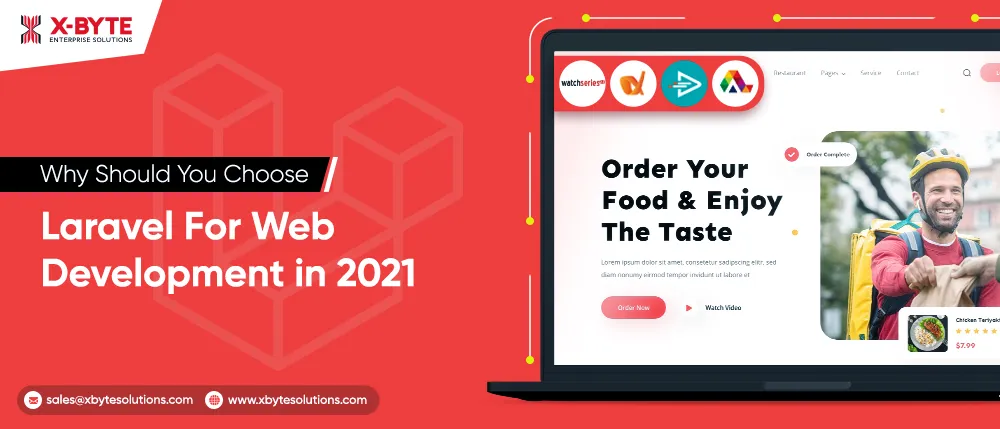 X-BYTE
ENTERPRISE SOLUTIONS
Why Should You Choose
Laravel For Web
Development in 2021
sales@xbytesolutions.com
www.xbytesolutions.com
watchseries
Restaurant
Pages
Service
Contact
Order Your
Food & Enjoy
The Taste
Lorem ipsum dolor sit amet, consetetur sadipscing elitr, sed
diam nonumy eirmod tempor invidunt ut labore et
Order Now
Watch Video
Order Complete
Chicken Teriyaki
$7.99